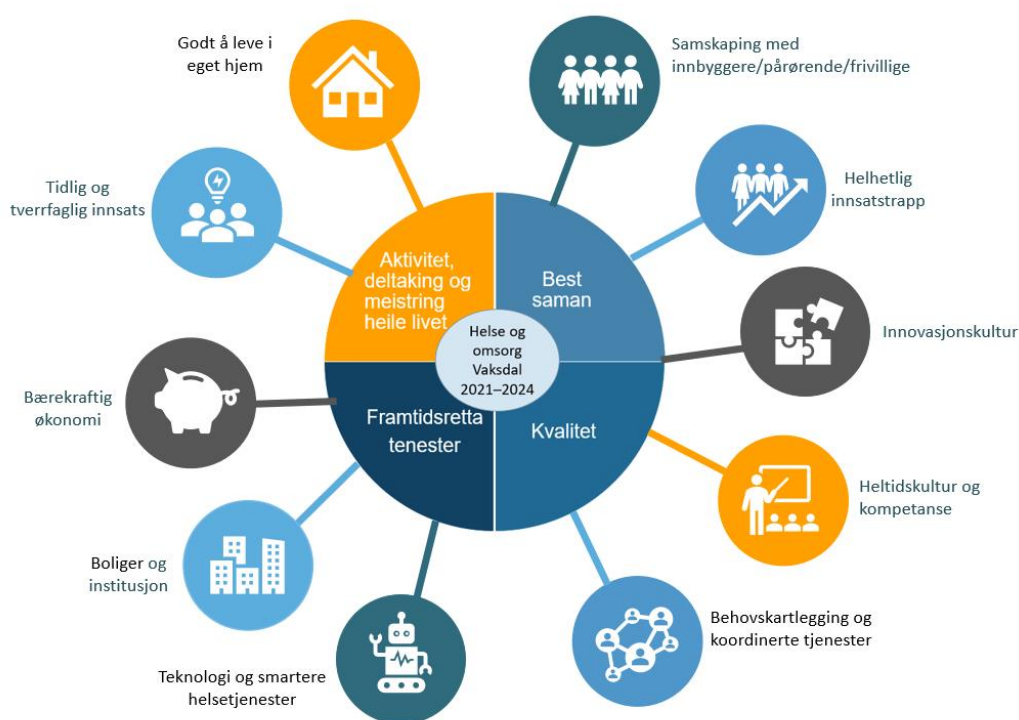 Godt å leve i
eget hjem
Samskaping med
innbyggere/pårørende/frivillige
Tidlig og
tverrfaglig innsats
Helhetlig
innsatstrapp
Aktivitet,
deltaking og
meistring
heile livet
Best
saman
Helse og
omsorg
Vaksdal
2021–2024
Innovasjonskultur
Bærekraftig
økonomi
Framtidsretta
tenester
Kvalitet
Heltidskultur og
kompetanse
Boliger og
institusjon
Behovskartlegging og
koordinerte tjenester
Teknologi og smartere
helsetjenester